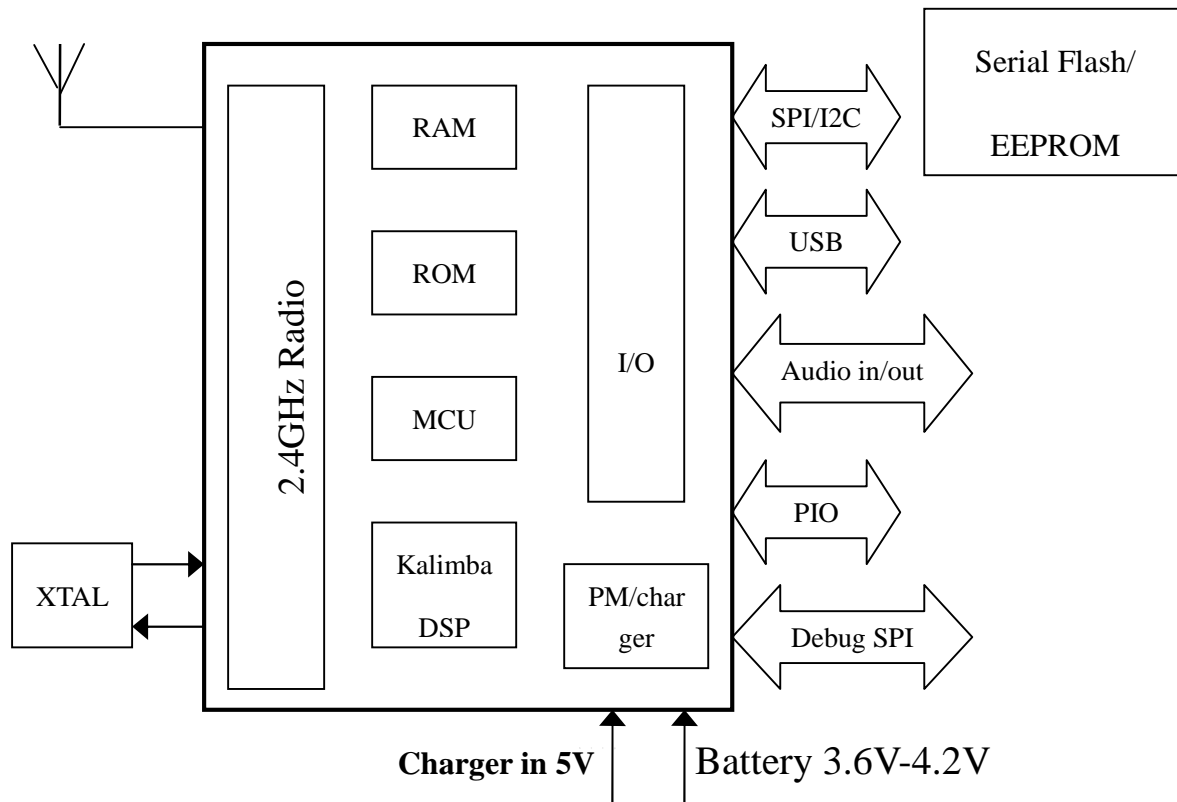 Serial Flash/
EEPROM
RAM
SPI/I2C
ROM
USB
2.4GHz Radio
I/O
Audio in/out
MCU
PIO
XTAL
Kalimba
DSP
PM/char
ger
Debug SPI
Charger in 5V
Battery 3.6V-4.2V